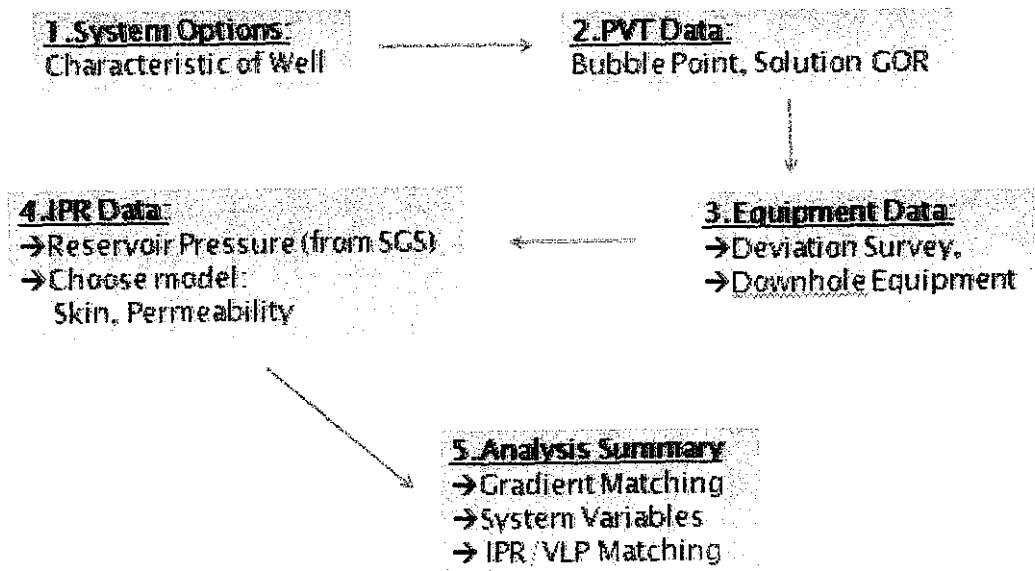 1.System Options:
Characteristic of Well
2.PVT Data:
Bubble Point, Solution GOR
4.IPR Data:
→Reservoir Pressure (from SGS)
→Choose model:
Skin, Permeability
3.Equipment Data:
→Deviation Survey,
→Downhole Equipment
5.Analysis Summary
→Gradient Matching
→System Variables
→ IPR/VLP Matching